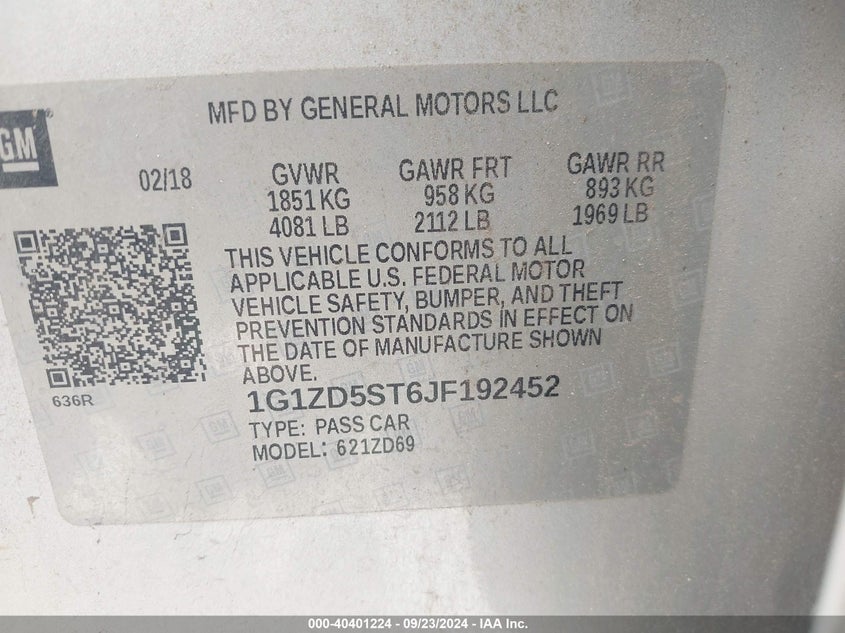 MFD BY GENERAL MOTORS LLC
GM
02/18
GVWR GAWR FRT GAWR RR
1851 KG 958 KG 893 KG
4081 LB 2112 LB 1969 LB
THIS VEHICLE CONFORMS TO ALL
APPLICABLE U.S. FEDERAL MOTOR
VEHICLE SAFETY, BUMPER, AND THEFT
PREVENTION STANDARDS IN EFFECT ON
THE DATE OF MANUFACTURE SHOWN
ABOVE.
636R
1G1ZD5ST6JF192452
TYPE: PASS CAR
MODEL: 621ZD69
000-40401224 - 09/23/2024 - IAA Inc.